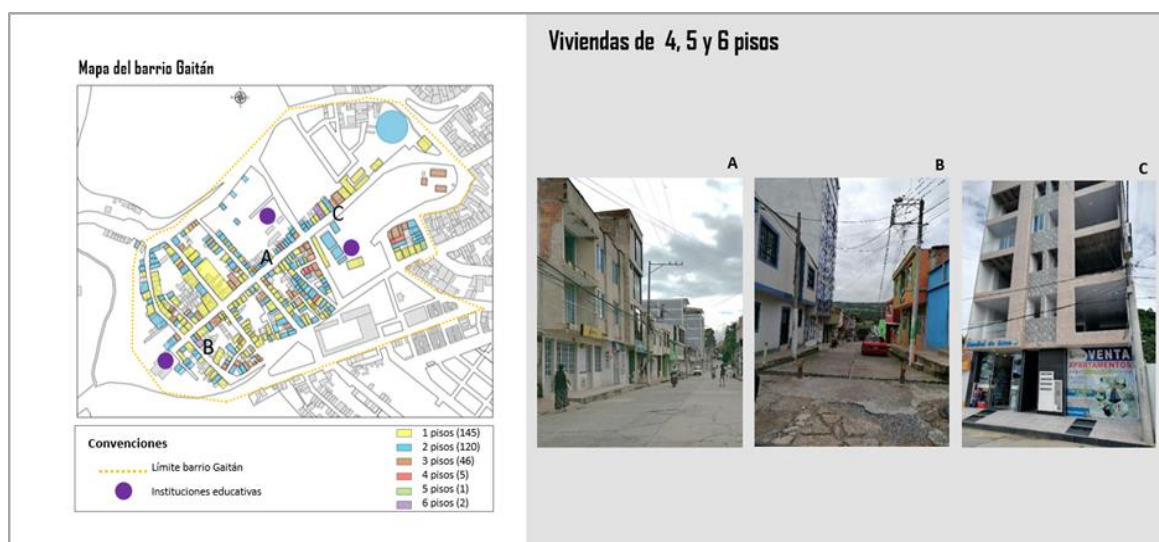 Viviendas de 4, 5 y 6 pisos
Mapa del barrio Gaitán
A
B
C
Convenciones
Límite barrio Gaitán
Instituciones educativas
1 pisos (145)
2 pisos (120)
3 pisos (46)
4 pisos (5)
5 pisos (1)
6 pisos (2)
A
B
C
VENTA
APARTAMENTOS